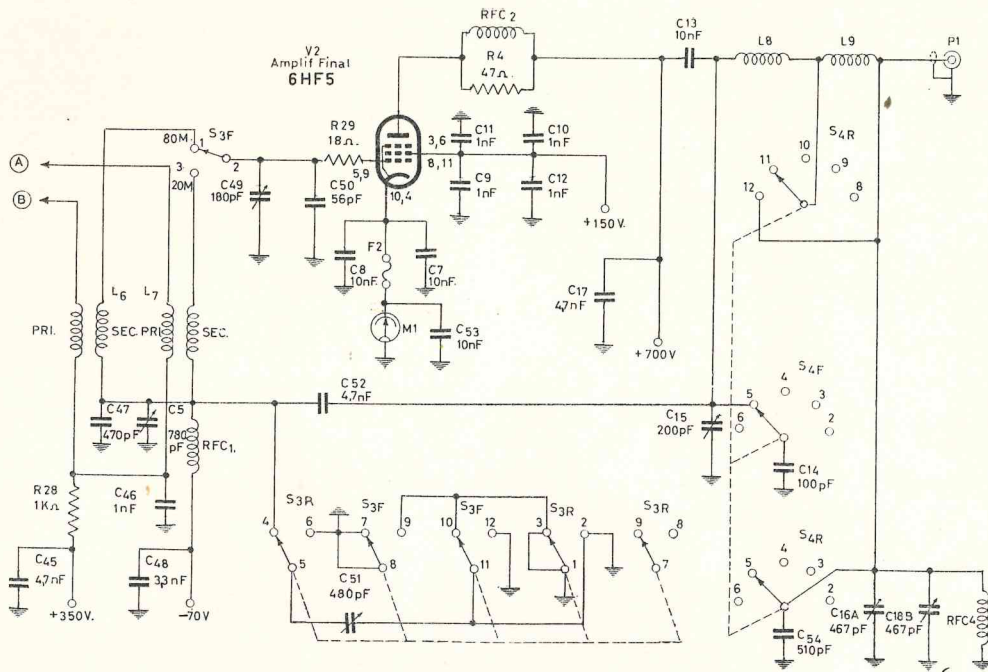 RFC2
R4
47Ω
C13
10nF
L8
L9
P1
V2
Amplif Final
6HF5
80M.
1
S3F
2
3
20M
A
B
R29
18Ω
5,9
3,6
8,11
10,4
C11
1nF
C10
1nF
C9
1nF
C12
1nF
+150V.
C49
180pF
C50
56pF
C8
10nF
F2
C7
10nF
M1
C53
10nF
C17
4,7nF
+700V
S4R
10
11
9
12
8
L6
L7
PRI.
SEC.
PRI
SEC.
C52
4,7nF
C47
470pF
C5
780
pF
RFC1.
R28
1KΩ
C46
1nF
C45
4,7nF
+350V.
C48
3,3nF
-70V
C15
200pF
S4F
4
5
3
6
2
C14
100pF
S3R
4
6
5
S3F
7
9
8
C51
480pF
S3F
10
12
11
S3R
3
2
1
S3R
9
8
7
S4R
4
5
3
6
2
C54
510pF
C16A
467pF
C18B
467pF
RFC4